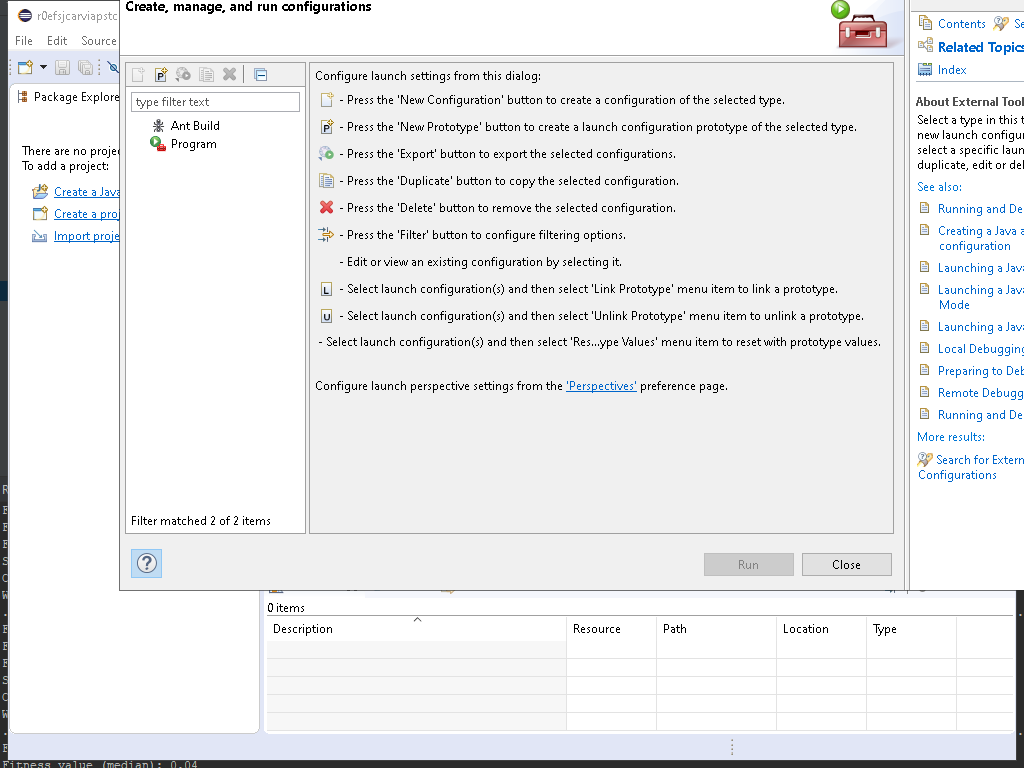 Create, manage, and run configurations
r0efsjcarviapstc
File Edit Source
Package Explore
There are no proje
To add a project:
Create a Java
Create a proj
Import proje
type filter text
Ant Build
Program
Filter matched 2 of 2 items
Configure launch settings from this dialog:
- Press the 'New Configuration' button to create a configuration of the selected type.
P - Press the 'New Prototype' button to create a launch configuration prototype of the selected type.
- Press the 'Export' button to export the selected configurations.
- Press the 'Duplicate' button to copy the selected configuration.
- Press the 'Delete' button to remove the selected configuration.
- Press the 'Filter' button to configure filtering options.
- Edit or view an existing configuration by selecting it.
L - Select launch configuration(s) and then select 'Link Prototype' menu item to link a prototype.
U - Select launch configuration(s) and then select 'Unlink Prototype' menu item to unlink a prototype.
- Select launch configuration(s) and then select 'Res...ype Values' menu item to reset with prototype values.
Configure launch perspective settings from the 'Perspectives' preference page.
? Run Close
Contents Se
Related Topics
Index
About External Tool
Select a type in this t
new launch configur
select a specific laun
duplicate, edit or del
See also:
Running and De
Creating a Java a
configuration
Launching a Java
Launching a Java
Mode
Launching a Java
Local Debugging
Preparing to Deb
Remote Debugg
Running and De
More results:
Search for Extern
Configurations
0 items
Description Resource Path Location Type
Fitness value (median): 0.04